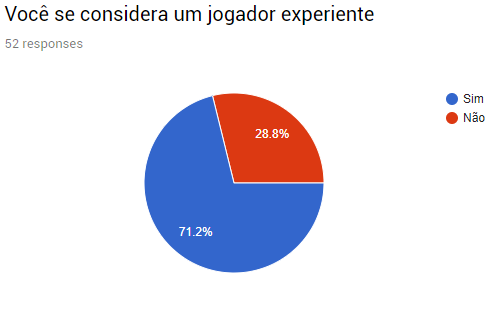 Você se considera um jogador experiente
52 responses
Sim
Não
28.8%
71.2%